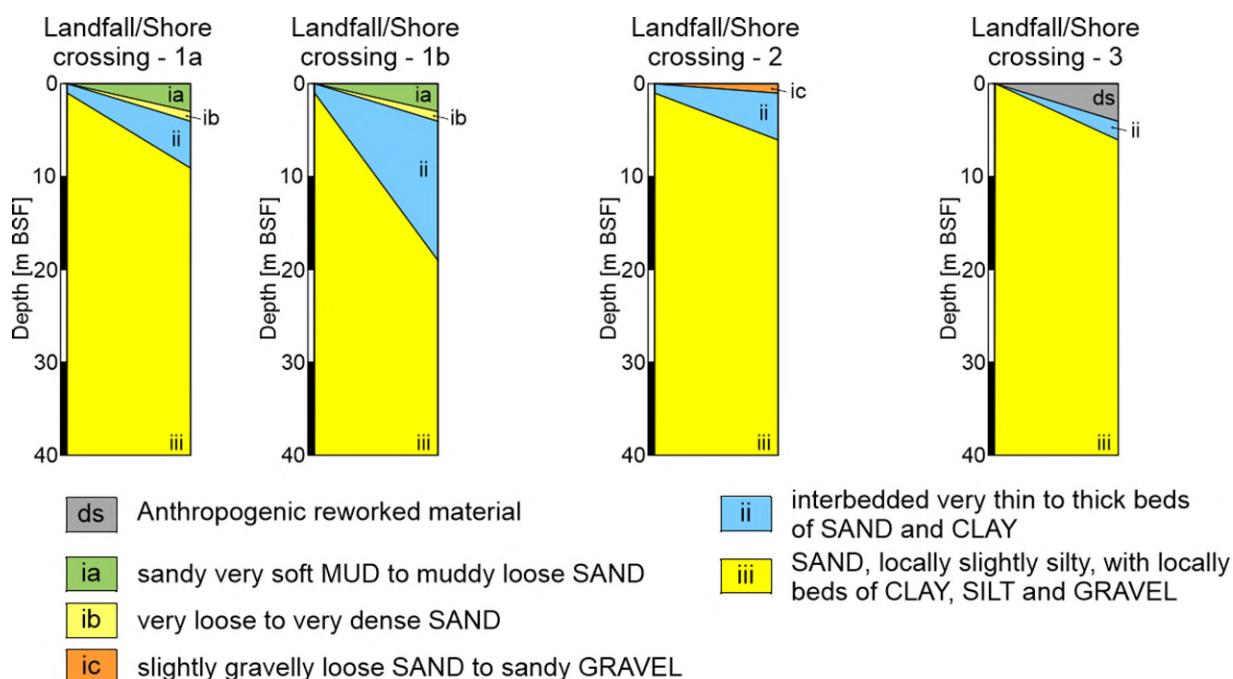 Landfall/Shore
crossing - 1a
Landfall/Shore
crossing - 1b
Landfall/Shore
crossing - 2
Landfall/Shore
crossing - 3
Depth [m BSF]
0
10
20
30
40
ia
ib
ii
iii
Depth [m BSF]
0
10
20
30
40
ia
ib
ii
iii
Depth [m BSF]
0
10
20
30
40
ic
ii
iii
Depth [m BSF]
0
10
20
30
40
ds
ii
iii
ds Anthropogenic reworked material
ia sandy very soft MUD to muddy loose SAND
ib very loose to very dense SAND
ic slightly gravelly loose SAND to sandy GRAVEL
ii interbedded very thin to thick beds
of SAND and CLAY
iii SAND, locally slightly silty, with locally
beds of CLAY, SILT and GRAVEL